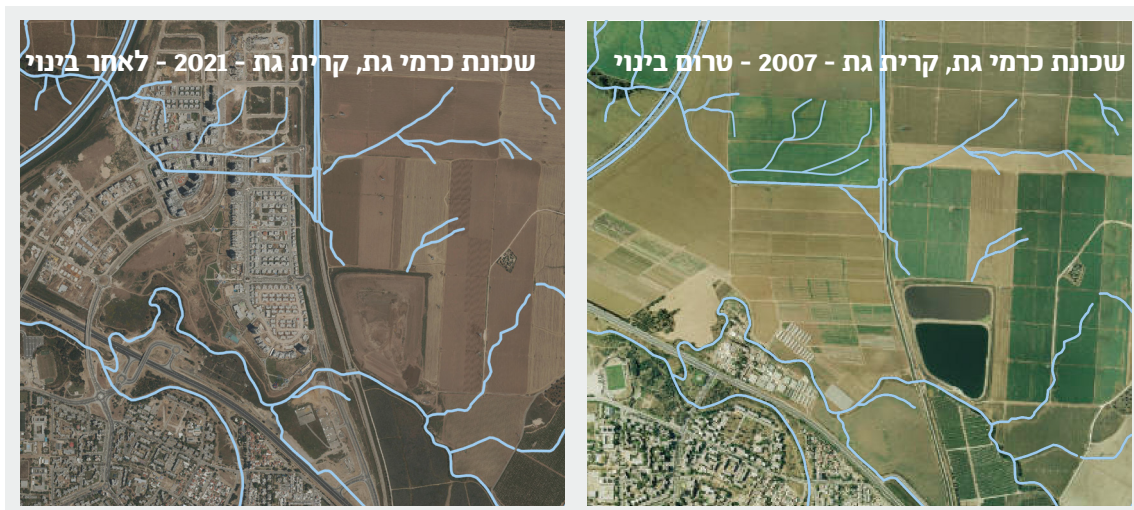 שכונת כרמי גת, קרית גת - 2007 - טרום בינוי
שכונת כרמי גת, קרית גת - 2021 - לאחר בינוי